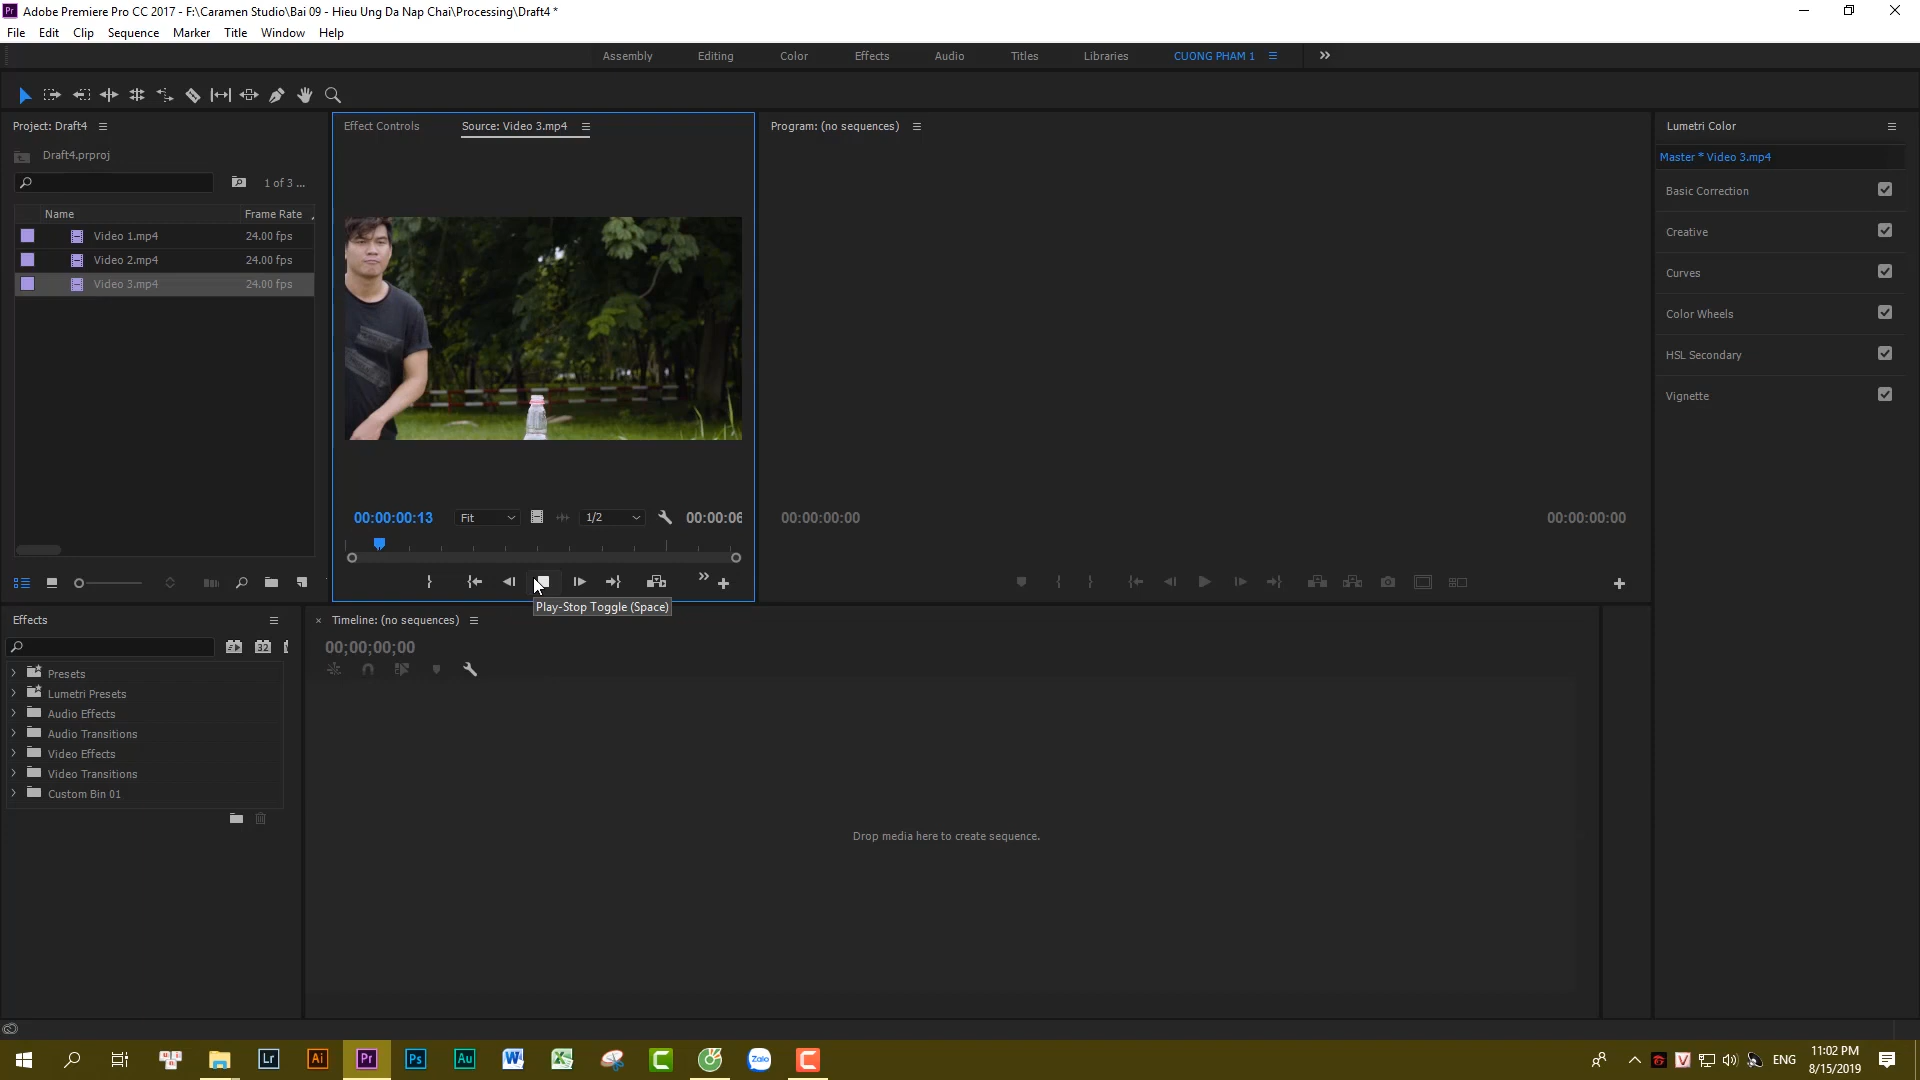 Adobe Premiere Pro CC 2017 - F:\Caramen Studio\Bai 09 - Hieu Ung Da Nap Chai\Processing\Draft4 *
File Edit Clip Sequence Marker Title Window Help
Assembly Editing Color Effects Audio Titles Libraries CUONG PHAM 1
Project: Draft4
Draft4.prproj
1 of 3 ...
Name Frame Rate
Video 1.mp4 24.00 fps
Video 2.mp4 24.00 fps
Video 3.mp4 24.00 fps
Effect Controls Source: Video 3.mp4
00:00:00:13 Fit 1/2 00:00:06
Play-Stop Toggle (Space)
Program: (no sequences)
00:00:00:00 00:00:00:00
Lumetri Color
Master * Video 3.mp4
Basic Correction
Creative
Curves
Color Wheels
HSL Secondary
Vignette
Effects
32
Presets
Lumetri Presets
Audio Effects
Audio Transitions
Video Effects
Video Transitions
Custom Bin 01
Timeline: (no sequences)
00;00;00;00
Drop media here to create sequence.
Lr Ai Pr Ps Au Zalo
ENG
11:02 PM
8/15/2019